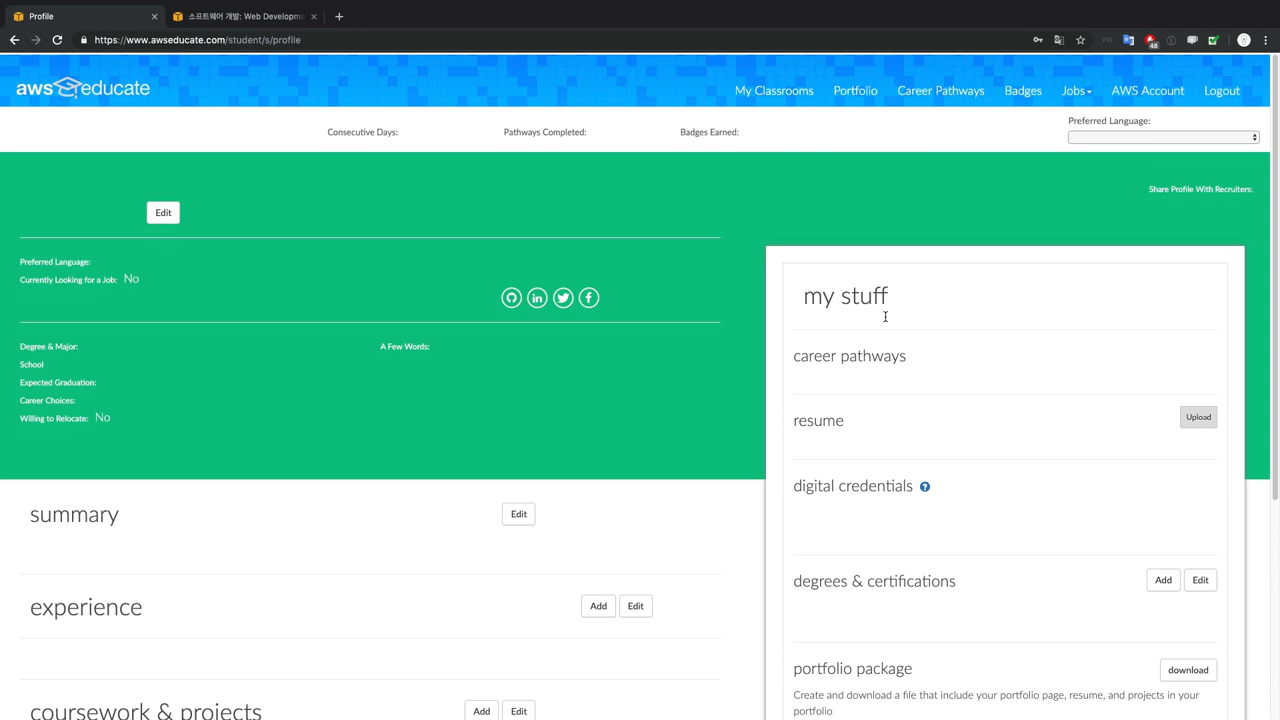 Profile
소프트웨어 개발: Web Developme
https://www.awseducate.com/student/s/profile
48
aws educate
My Classrooms
Portfolio
Career Pathways
Badges
Jobs
AWS Account
Logout
Consecutive Days:
Pathways Completed:
Badges Earned:
Preferred Language:
Share Profile With Recruiters:
Edit
Preferred Language:
Currently Looking for a Job: No
Degree & Major:
A Few Words:
School
Expected Graduation:
Career Choices:
Willing to Relocate: No
my stuff
career pathways
resume
Upload
digital credentials
degrees & certifications
Add
Edit
portfolio package
download
Create and download a file that include your portfolio page, resume, and projects in your
portfolio
summary
Edit
experience
Add
Edit
coursework & projects
Add
Edit